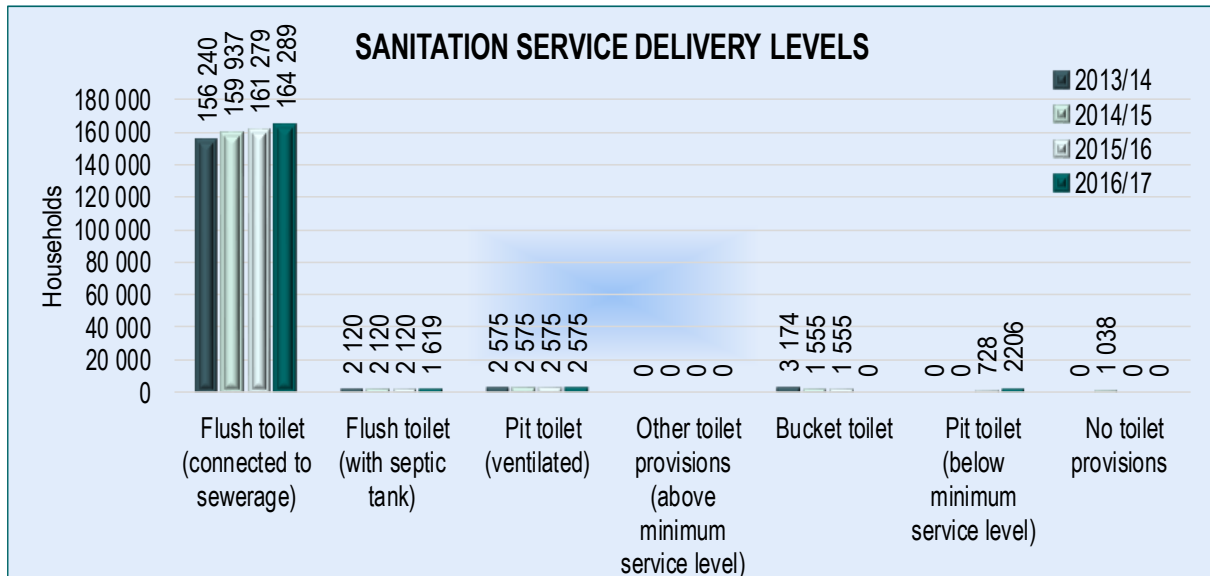 SANITATION SERVICE DELIVERY LEVELS
2013/14
2014/15
2015/16
2016/17
Households
180 000
160 000
140 000
120 000
100 000
80 000
60 000
40 000
20 000
0
156 240
159 937
161 279
164 289
2 120
2 120
2 120
1 619
2 575
2 575
2 575
2 575
0
0
0
0
3 174
1 555
1 555
0
0
0
728
2206
0
1 038
0
0
Flush toilet
(connected to
sewerage)
Flush toilet
(with septic
tank)
Pit toilet
(ventilated)
Other toilet
provisions
(above
minimum
service level)
Bucket toilet
Pit toilet
(below
minimum
service level)
No toilet
provisions